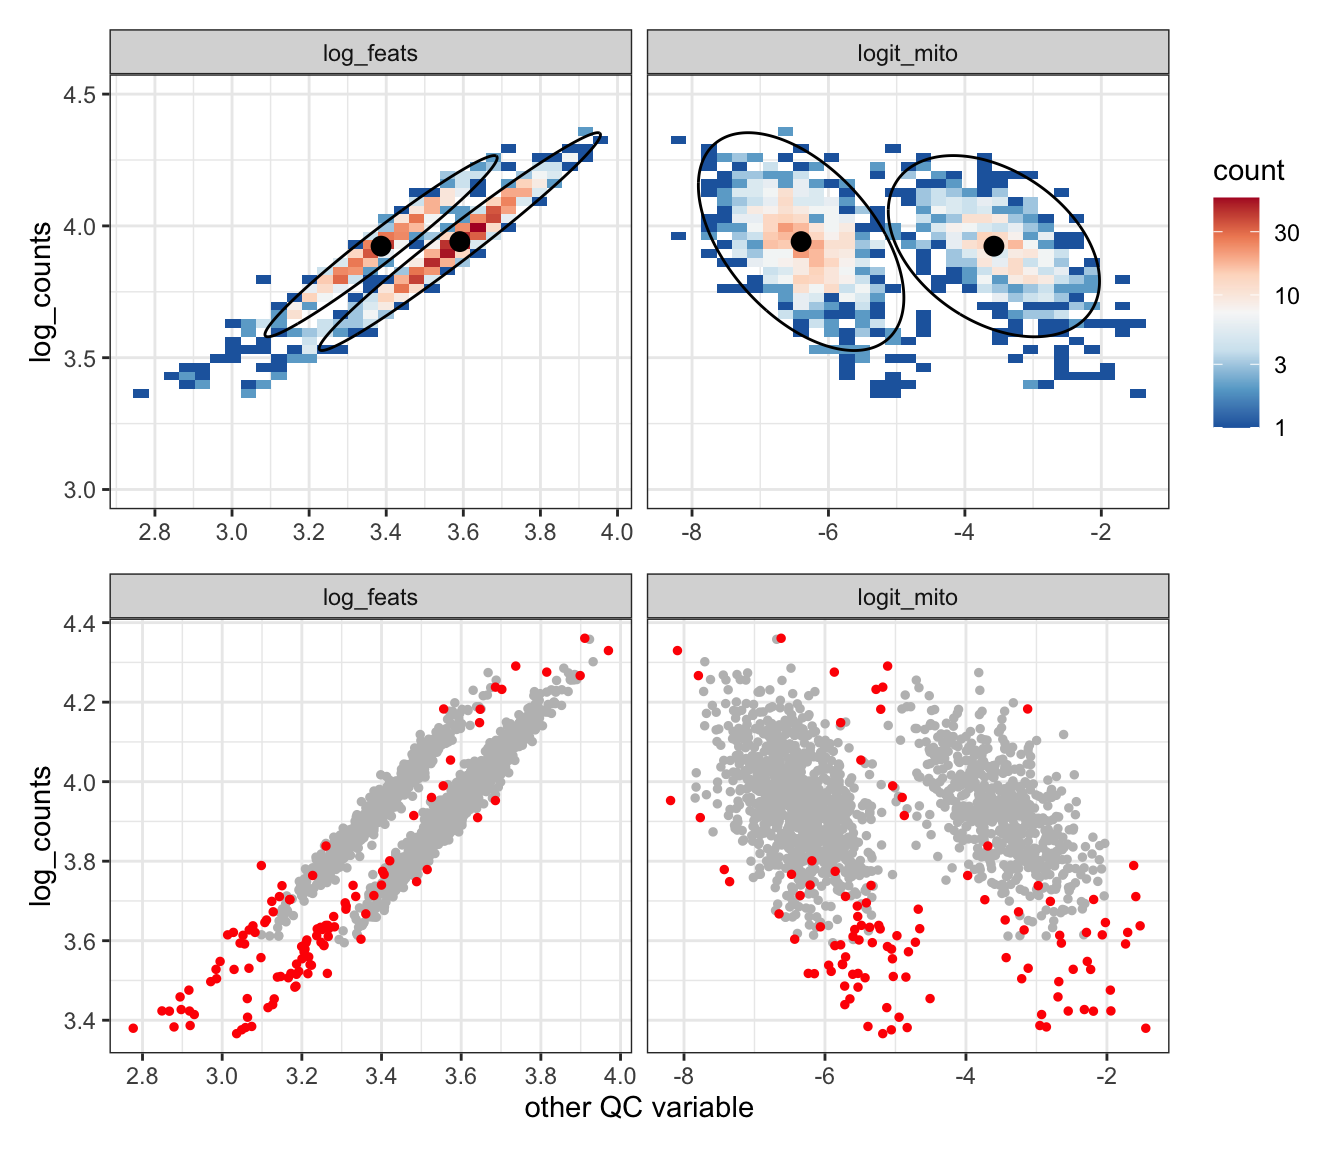 log_feats
logit_mito
4.5
4.0
3.5
3.0
log_counts
2.8 3.0 3.2 3.4 3.6 3.8 4.0
-8 -6 -4 -2
count
30
10
3
1
log_feats
logit_mito
4.4
4.2
4.0
3.8
3.6
3.4
log_counts
2.8 3.0 3.2 3.4 3.6 3.8 4.0
-8 -6 -4 -2
other QC variable